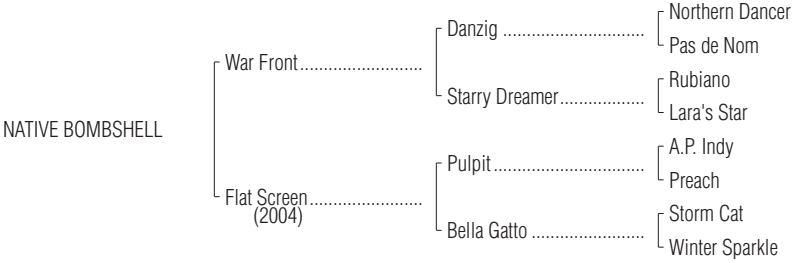 Northern Dancer
Danzig ..............................
Pas de Nom
War Front..........................
Rubiano
Starry Dreamer..................
Lara's Star
NATIVE BOMBSHELL
A.P. Indy
Pulpit................................
Preach
Flat Screen........................
(2004)
Storm Cat
Bella Gatto ........................
Winter Sparkle